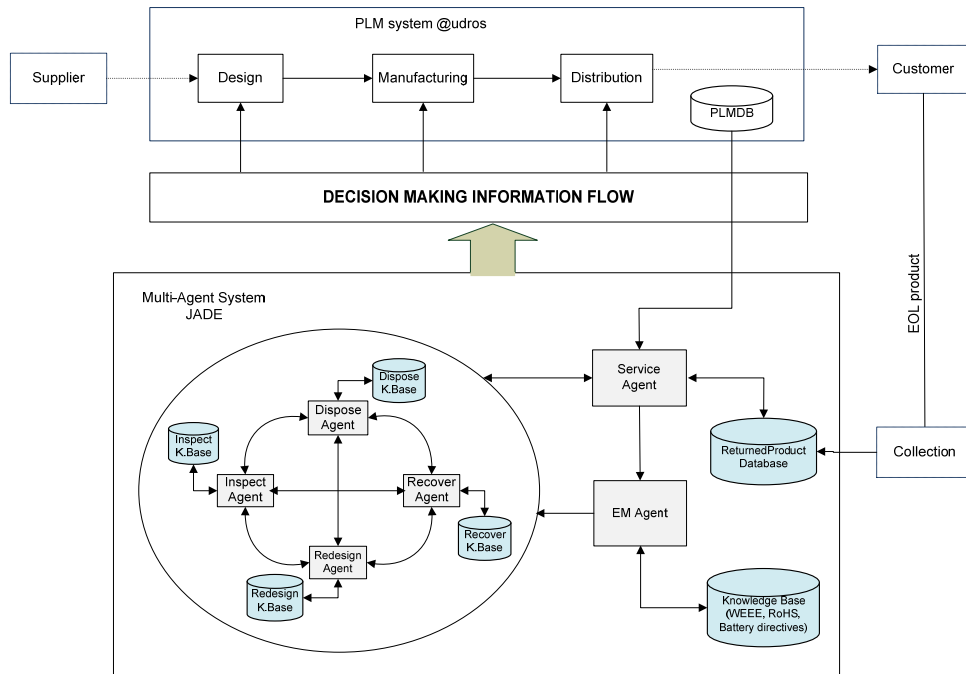 PLM system @udros
Supplier
Design
Manufacturing
Distribution
Customer
PLMDB
DECISION MAKING INFORMATION FLOW
EOL product
Multi-Agent System
JADE
Dispose
K.Base
Service
Agent
Dispose
Agent
Inspect
K.Base
ReturnedProduct
Database
Collection
Inspect
Agent
Recover
Agent
EM Agent
Recover
K.Base
Redesign
Agent
Redesign
K.Base
Knowledge Base
(WEEE, RoHS,
Battery directives)